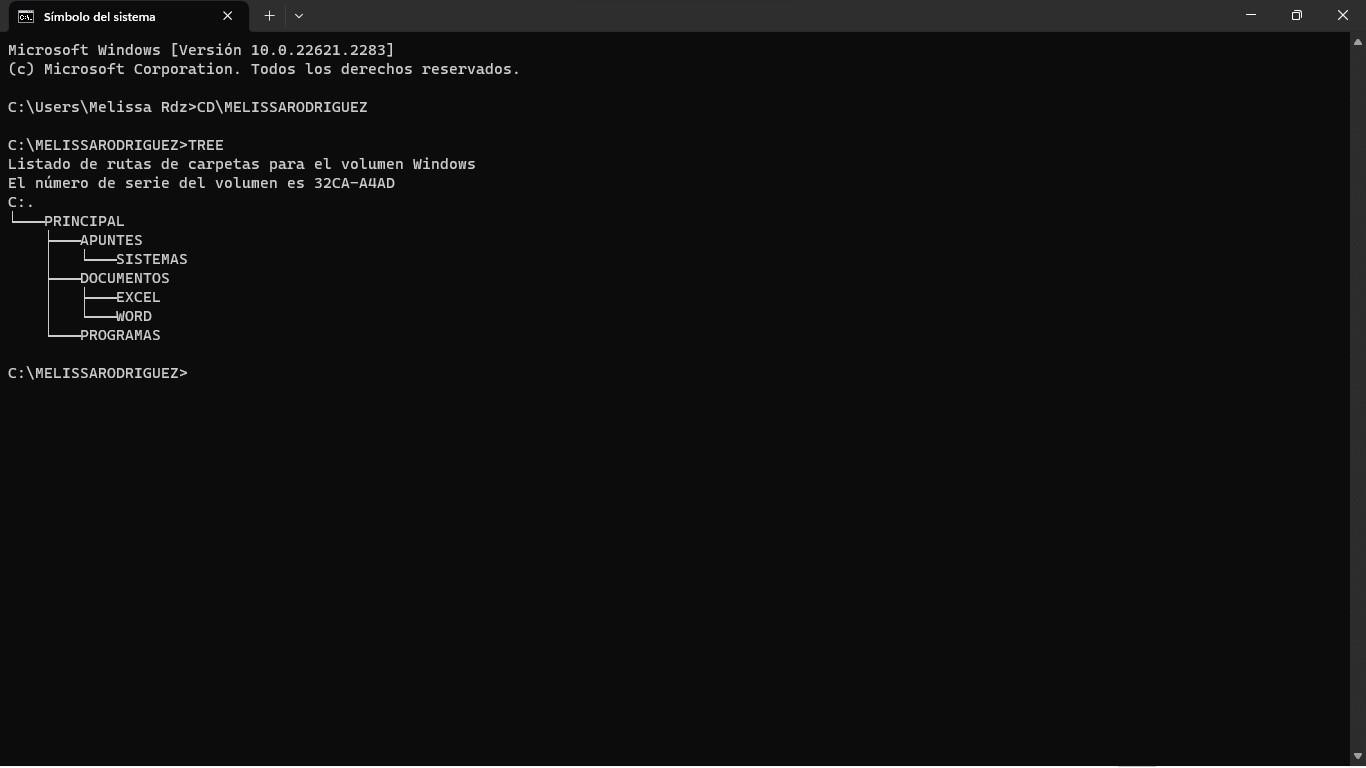 Símbolo del sistema
Microsoft Windows [Versión 10.0.22621.2283]
(c) Microsoft Corporation. Todos los derechos reservados.
C:\Users\Melissa Rdz>CD\MELISSARODRIGUEZ
C:\MELISSARODRIGUEZ>TREE
Listado de rutas de carpetas para el volumen Windows
El número de serie del volumen es 32CA-A4AD
C:.
└───PRINCIPAL
    ├───APUNTES
    │   └───SISTEMAS
    ├───DOCUMENTOS
    │   ├───EXCEL
    │   └───WORD
    └───PROGRAMAS
C:\MELISSARODRIGUEZ>